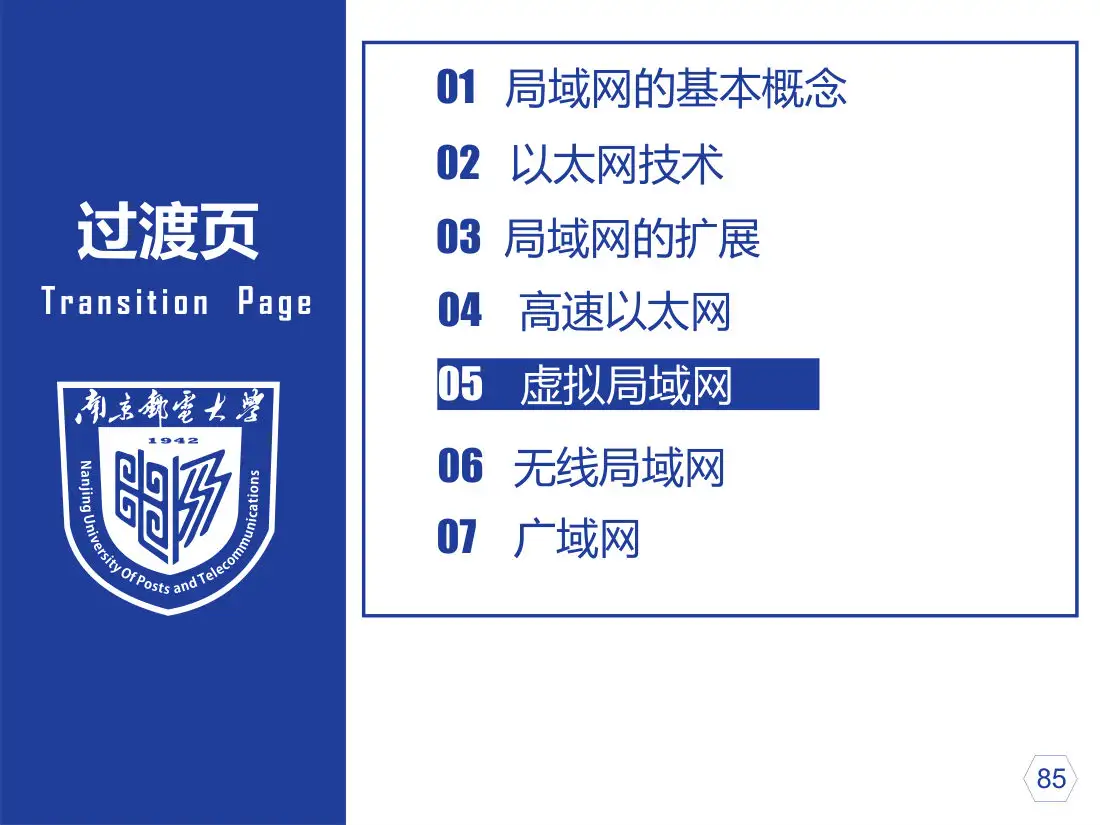 过渡页
Transition Page
南京邮电大学
1942
Nanjing University Of Posts and Telecommunications
01 局域网的基本概念
02 以太网技术
03 局域网的扩展
04 高速以太网
05 虚拟局域网
06 无线局域网
07 广域网
85